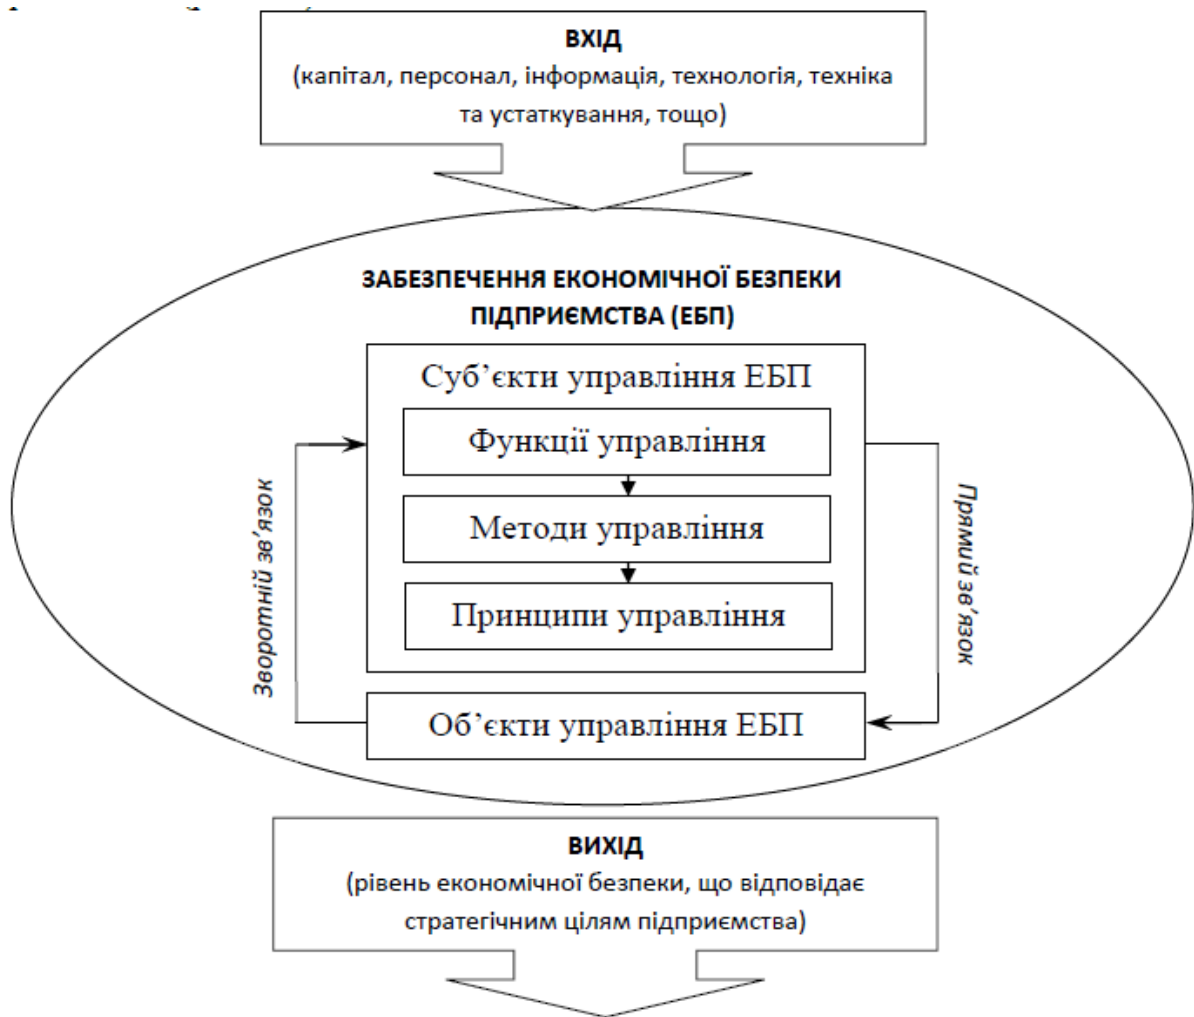 ВХІД
(капітал, персонал, інформація, технологія, техніка
та устаткування, тощо)
ЗАБЕЗПЕЧЕННЯ ЕКОНОМІЧНОЇ БЕЗПЕКИ
ПІДПРИЄМСТВА (ЕБП)
Суб’єкти управління ЕБП
Функції управління
Методи управління
Принципи управління
Зворотній зв’язок
Прямий зв’язок
Об’єкти управління ЕБП
ВИХІД
(рівень економічної безпеки, що відповідає
стратегічним цілям підприємства)